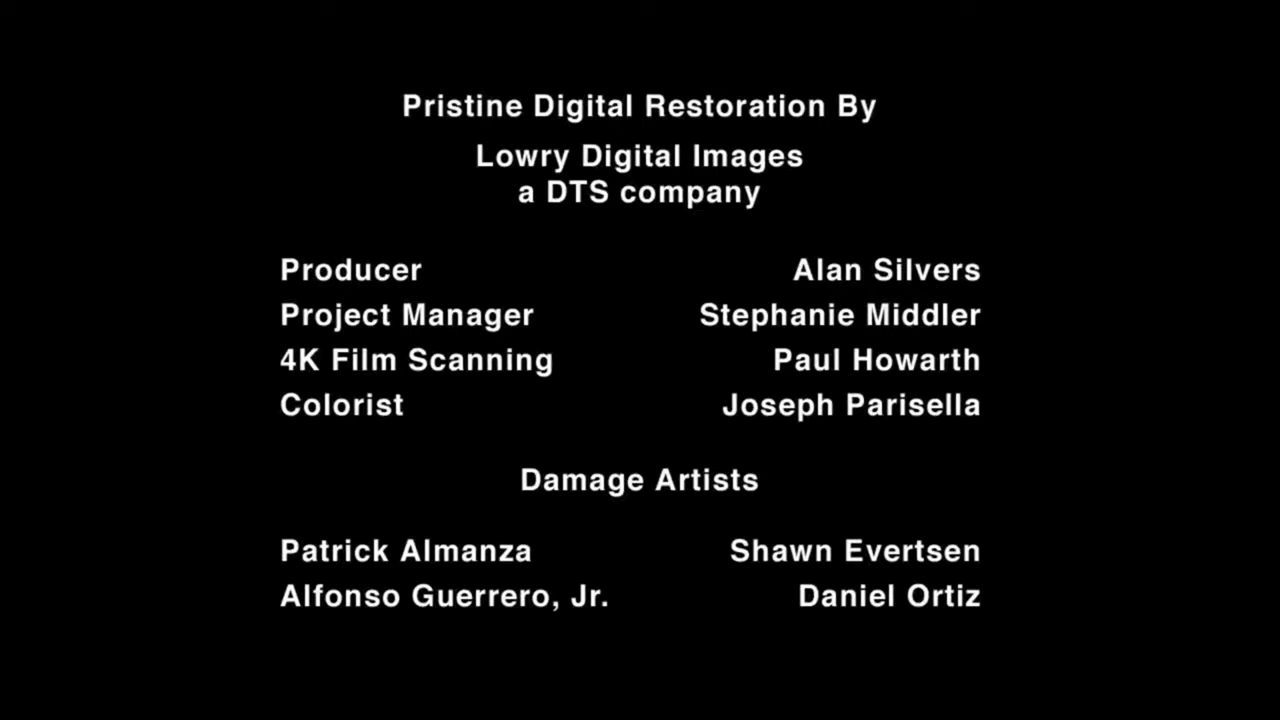 Pristine Digital Restoration By
Lowry Digital Images
a DTS company
Producer Alan Silvers
Project Manager Stephanie Middler
4K Film Scanning Paul Howarth
Colorist Joseph Parisella
Damage Artists
Patrick Almanza Shawn Evertsen
Alfonso Guerrero, Jr. Daniel Ortiz